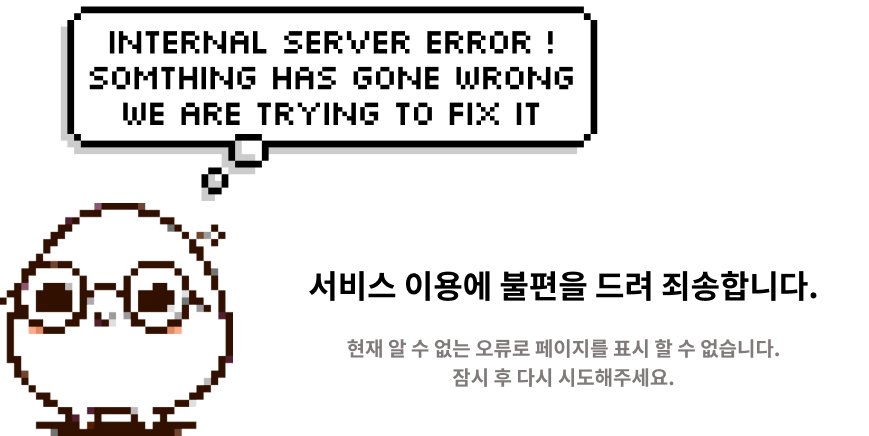 INTERNAL SERVER ERROR !
SOMTHING HAS GONE WRONG
WE ARE TRYING TO FIX IT
서비스 이용에 불편을 드려 죄송합니다.
현재 알 수 없는 오류로 페이지를 표시 할 수 없습니다.
잠시 후 다시 시도해주세요.